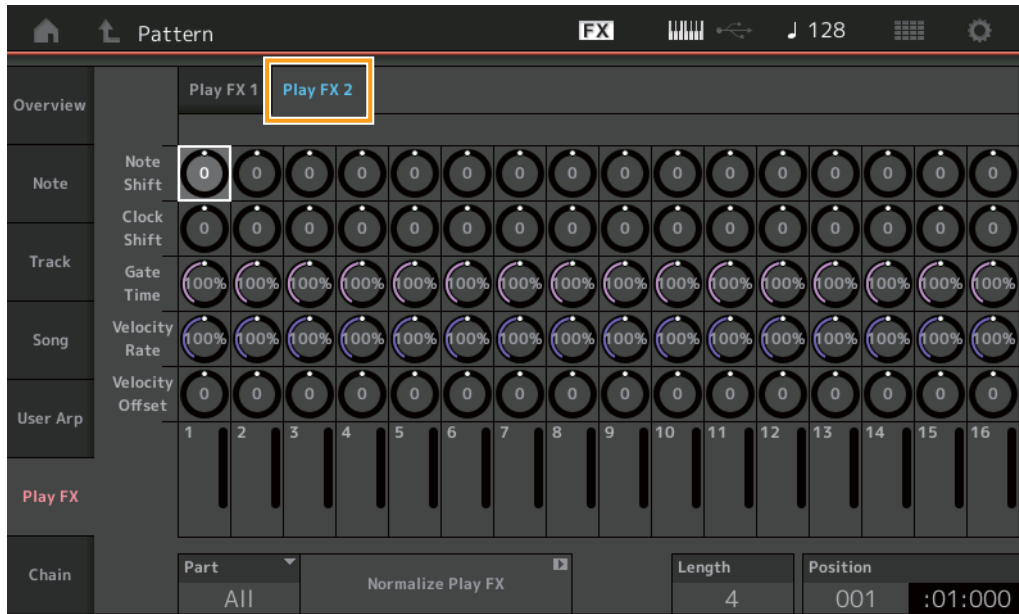 Pattern FX ♩ 128
Play FX 1 Play FX 2
Overview
Note
Track
Song
User Arp
Play FX
Chain
Note Shift 0 0 0 0 0 0 0 0 0 0 0 0 0 0 0 0
Clock Shift 0 0 0 0 0 0 0 0 0 0 0 0 0 0 0 0
Gate Time 100% 100% 100% 100% 100% 100% 100% 100% 100% 100% 100% 100% 100% 100% 100% 100%
Velocity Rate 100% 100% 100% 100% 100% 100% 100% 100% 100% 100% 100% 100% 100% 100% 100% 100%
Velocity Offset 0 0 0 0 0 0 0 0 0 0 0 0 0 0 0 0
1 2 3 4 5 6 7 8 9 10 11 12 13 14 15 16
Part
All
Normalize Play FX
Length
4
Position
001 :01:000